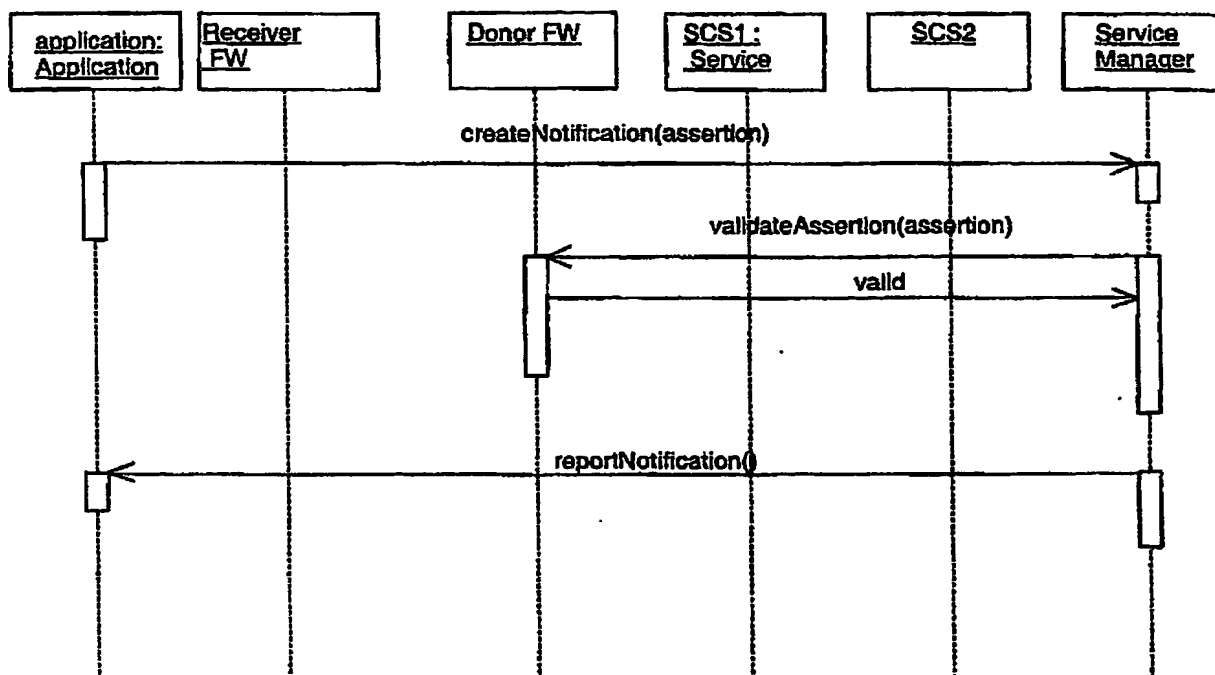 application:
Application
Receiver
FW
Donor FW
SCS1 :
Service
SCS2
Service
Manager
createNotification(assertion)
validateAssertion(assertion)
valid
reportNotification()